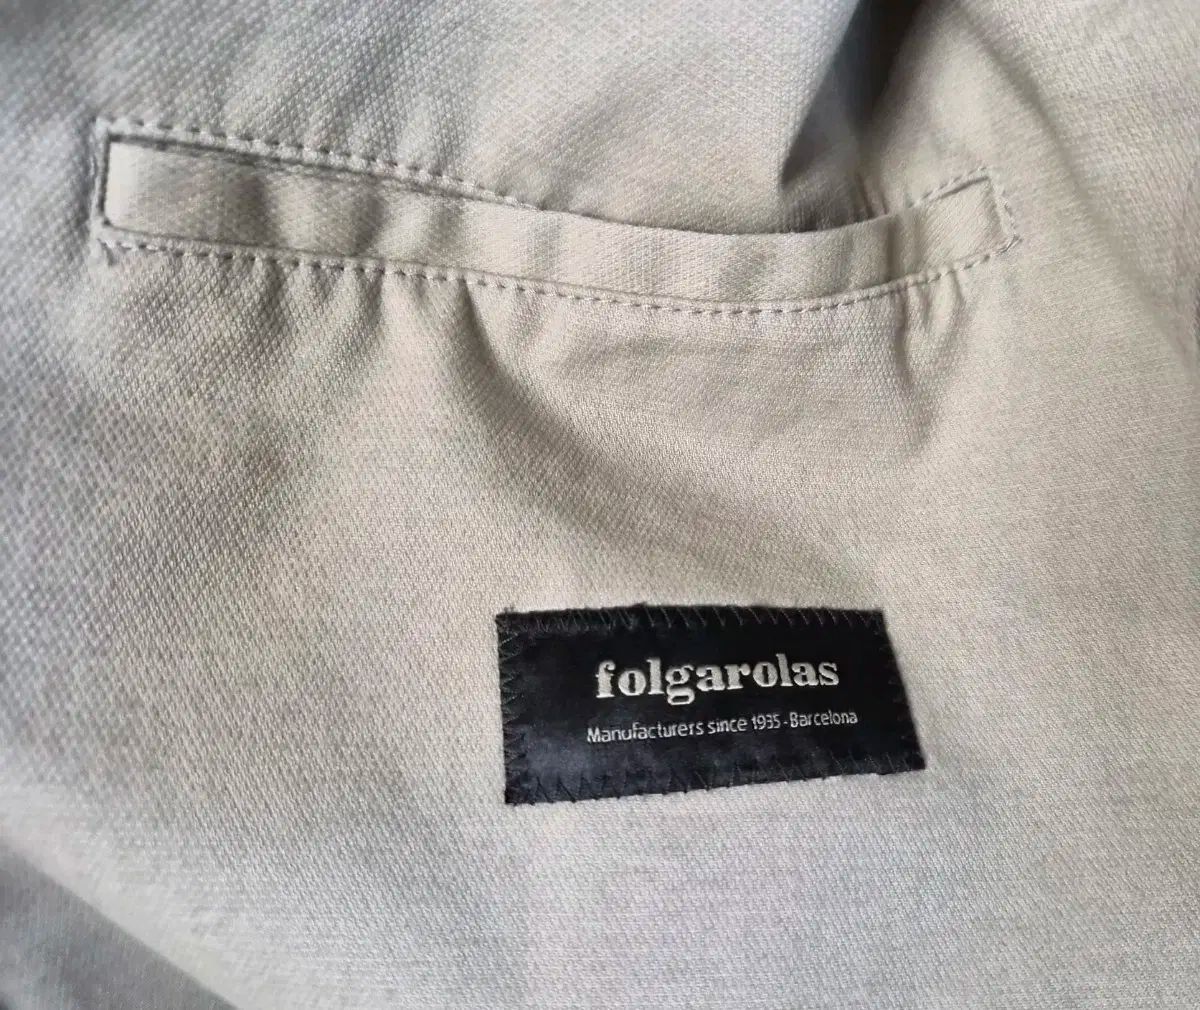 folgarolas
Manufacturers since 1935 - Barcelona